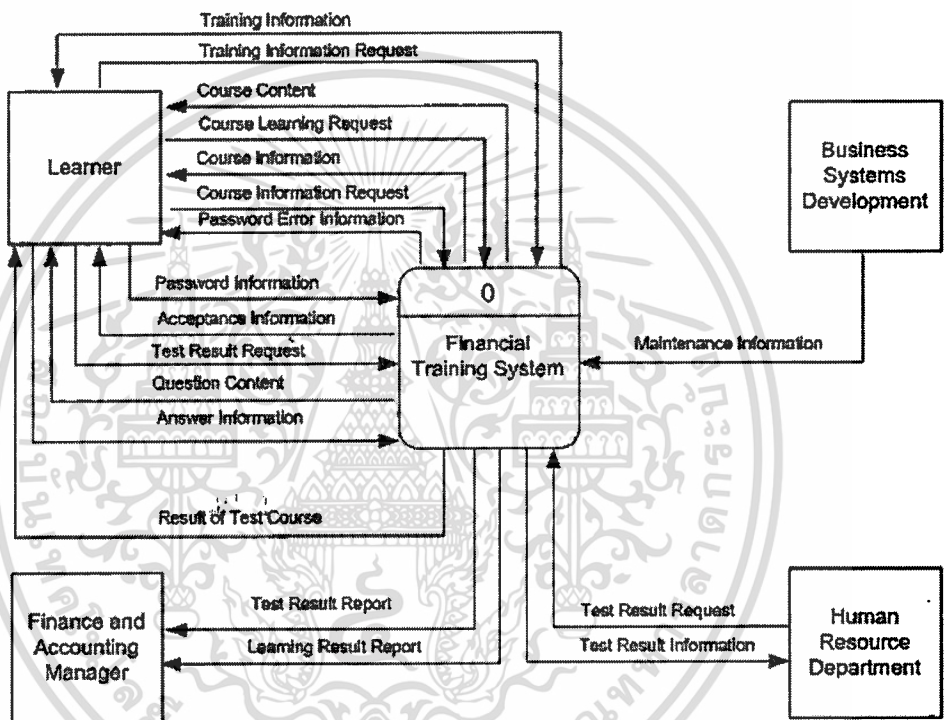 Training Information
Training Information Request
Course Content
Course Learning Request
Course Information
Course Information Request
Password Error Information
Learner
Business
Systems
Development
Password Information
Acceptance Information
Test Result Request
Question Content
Answer Information
0
Financial
Training System
Maintenance Information
Result of Test Course
Finance and
Accounting
Manager
Test Result Report
Learning Result Report
Test Result Request
Test Result Information
Human
Resource
Department